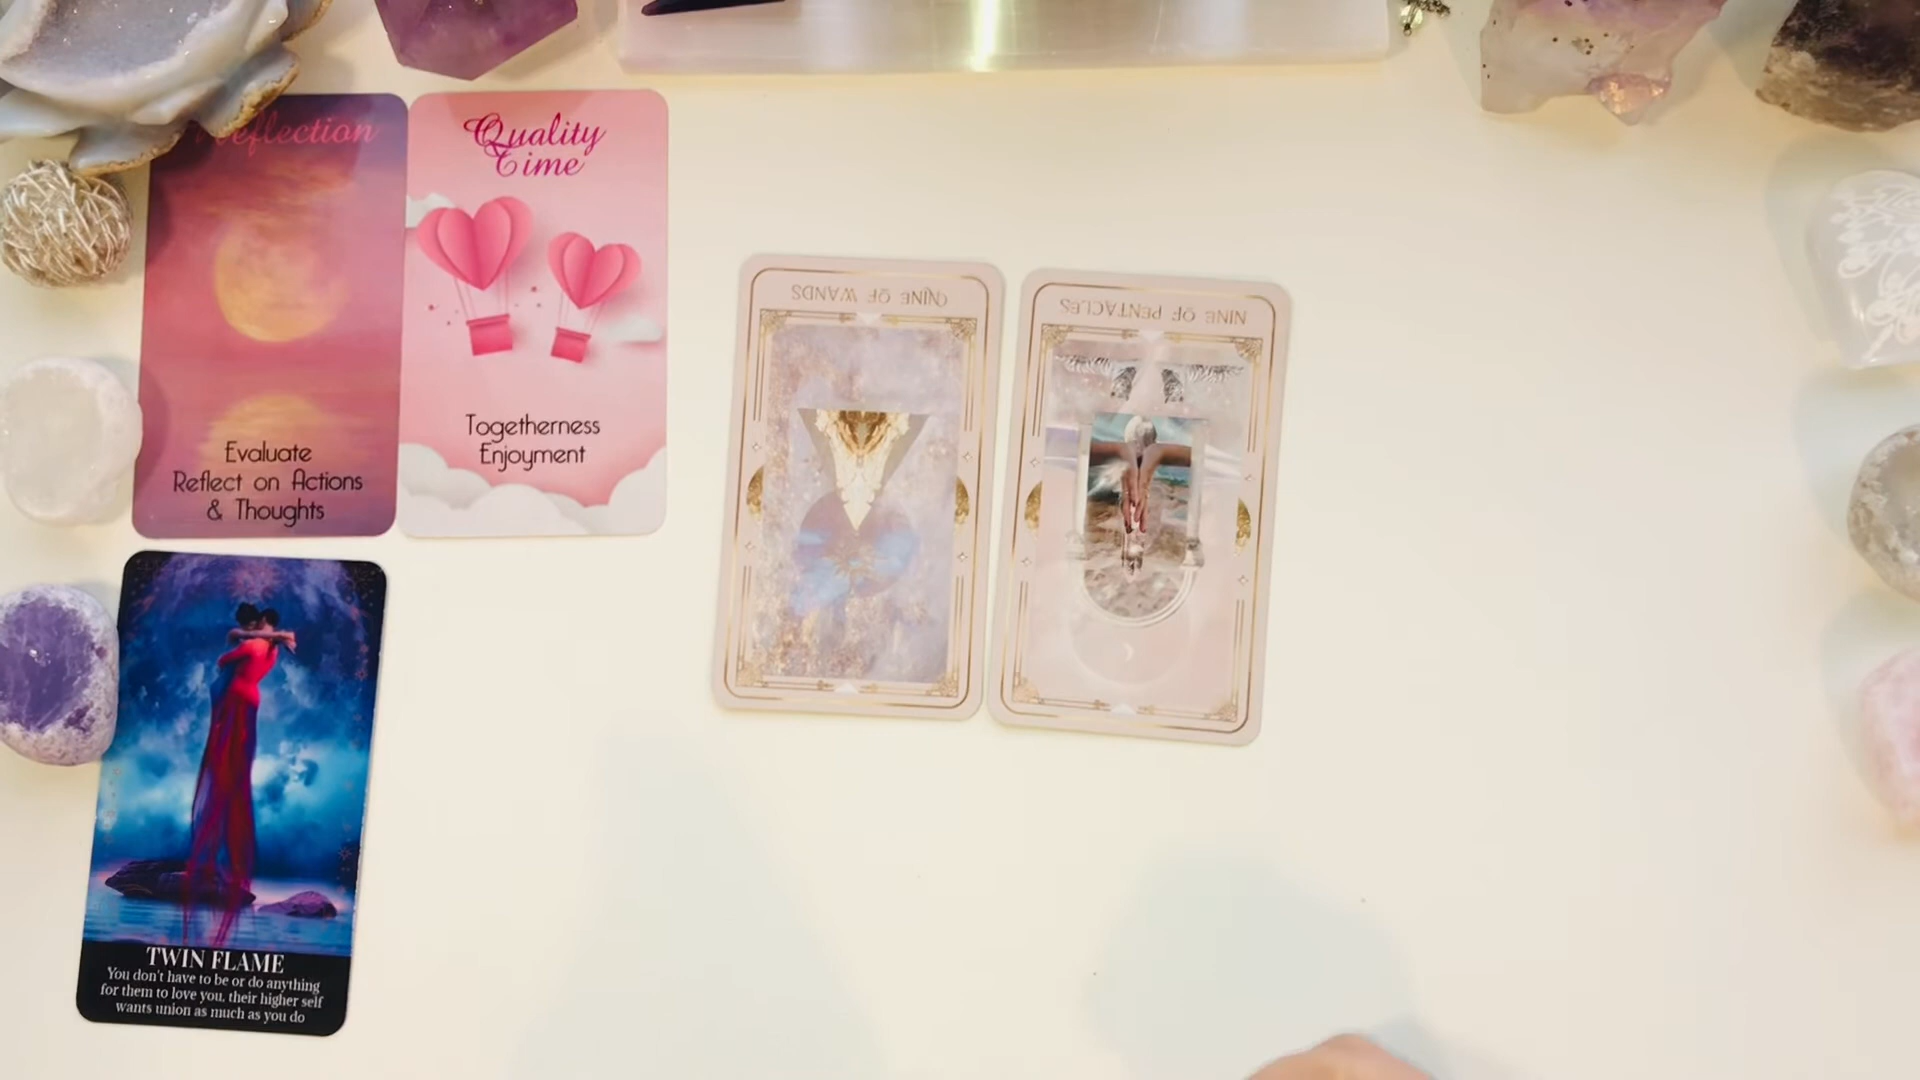 Reflection
Evaluate
Reflect on Actions
& Thoughts
Quality
Time
Togetherness
Enjoyment
NINE OF WANDS
NINE OF PENTACLES
TWIN FLAME
You don't have to be or do anything
for them to love you, their higher self
wants union as much as you do